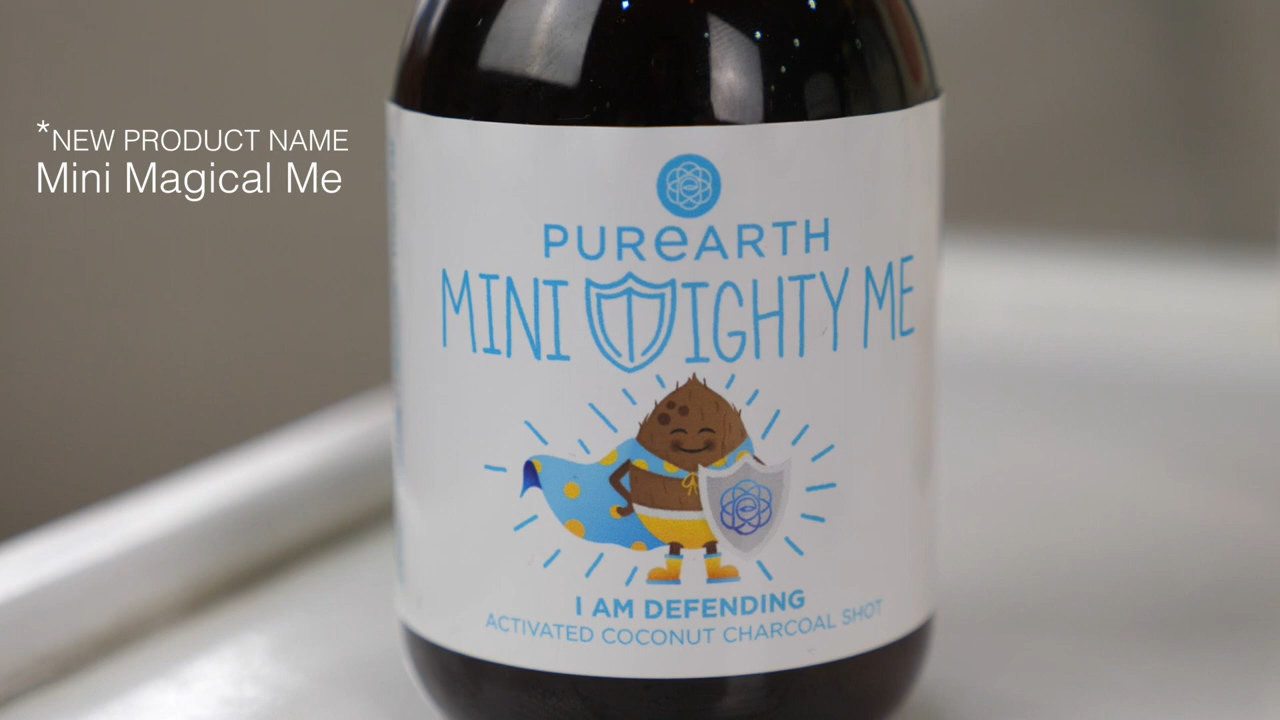 *NEW PRODUCT NAME
Mini Magical Me
PUReARTH
MINI MIGHTY ME
I AM DEFENDING
ACTIVATED COCONUT CHARCOAL SHOT